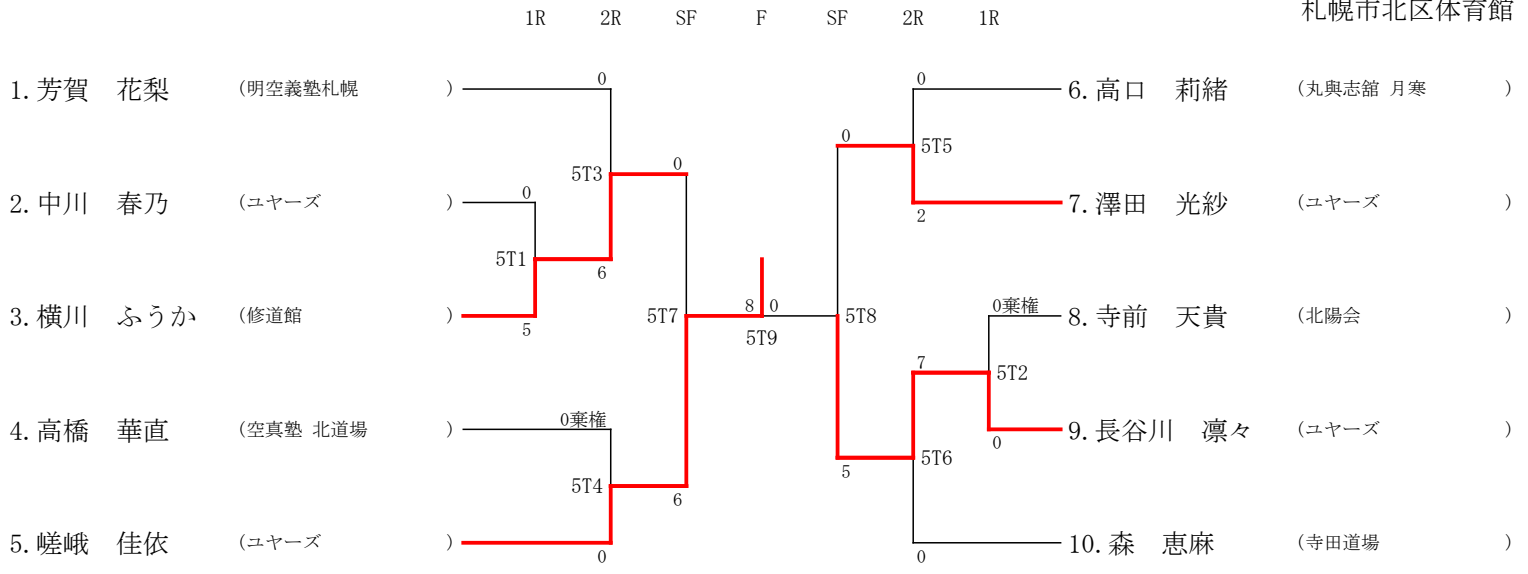 札幌市北区体育館
1R 2R SF F SF 2R 1R
0 0
1. 芳賀 花梨 (明空義塾札幌 ) 6. 高口 莉緒 (丸與志舘 月寒 )
0 5T5
5T3 0
0
2. 中川 春乃 (ユヤーズ ) 7. 澤田 光紗 (ユヤーズ )
2
5T1 6
0棄権
3. 横川 ふうか (修道館 ) 5T7 8 0 5T8 8. 寺前 天貴 (北陽会 )
5 5T9
7 5T2
0棄権
4. 高橋 華直 (空真塾 北道場 ) 9. 長谷川 凛々 (ユヤーズ )
0
5T4 6 5 5T6
5. 嵯峨 佳依 (ユヤーズ ) 10. 森 恵麻 (寺田道場 )
0 0